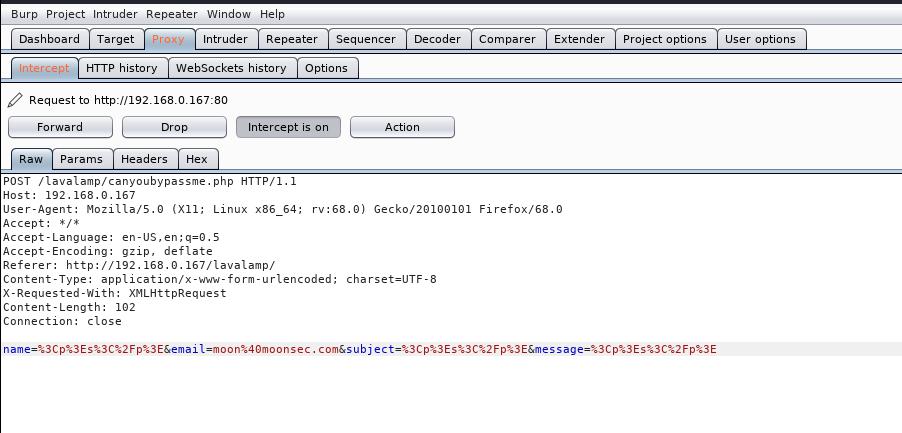 Burp Project Intruder Repeater Window Help
Dashboard Target Proxy Intruder Repeater Sequencer Decoder Comparer Extender Project options User options
Intercept HTTP history WebSockets history Options
Request to http://192.168.0.167:80
Forward Drop Intercept is on Action
Raw Params Headers Hex
POST /lavalamp/canyoubypassme.php HTTP/1.1
Host: 192.168.0.167
User-Agent: Mozilla/5.0 (X11; Linux x86_64; rv:68.0) Gecko/20100101 Firefox/68.0
Accept: */*
Accept-Language: en-US,en;q=0.5
Accept-Encoding: gzip, deflate
Referer: http://192.168.0.167/lavalamp/
Content-Type: application/x-www-form-urlencoded; charset=UTF-8
X-Requested-With: XMLHttpRequest
Content-Length: 102
Connection: close
name=%3Cp%3Es%3C%2Fp%3E&email=moon%40moonsec.com&subject=%3Cp%3Es%3C%2Fp%3E&message=%3Cp%3Es%3C%2Fp%3E